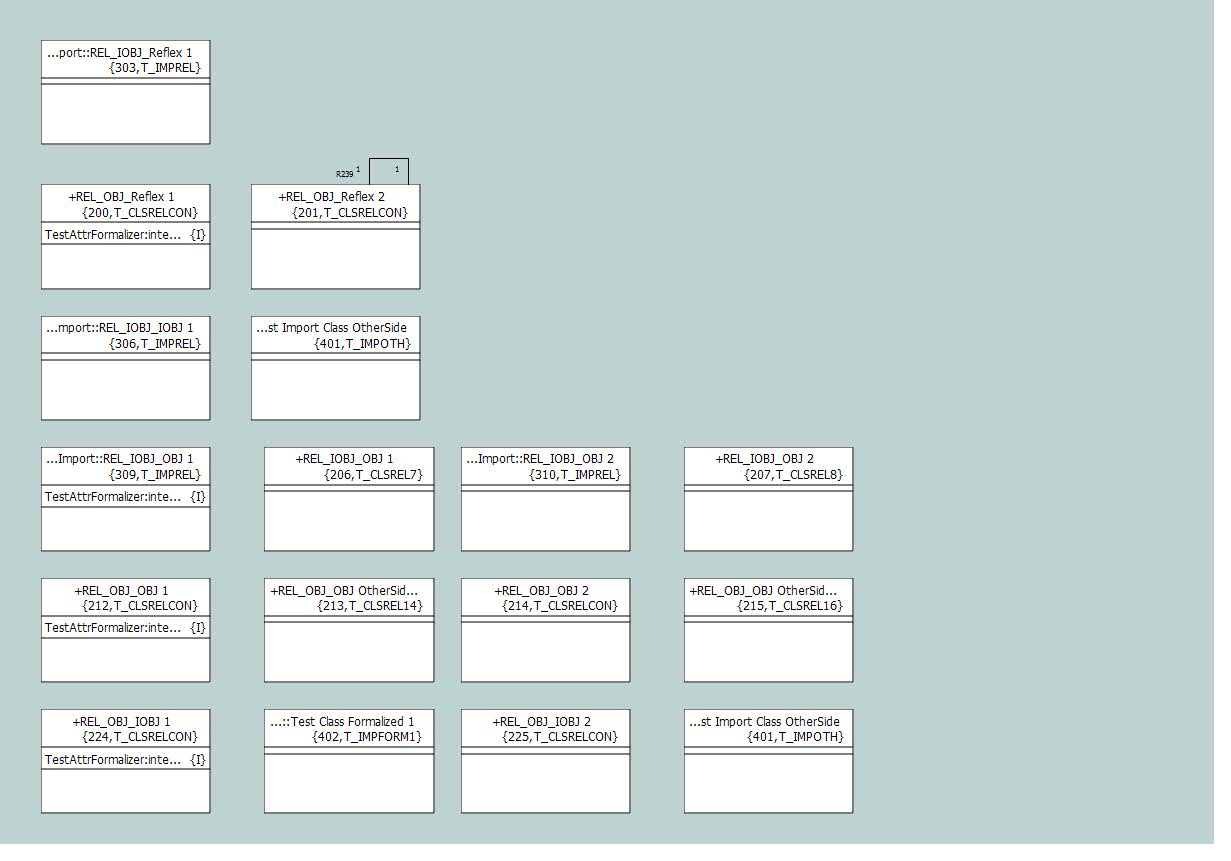 ...port::REL_IOBJ_Reflex 1
{303,T_IMPREL}
R239 1
1
+REL_OBJ_Reflex 1
{200,T_CLSRELCON}
TestAttrFormalizer:inte... {I}
+REL_OBJ_Reflex 2
{201,T_CLSRELCON}
...mport::REL_IOBJ_IOBJ 1
{306,T_IMPREL}
...st Import Class OtherSide
{401,T_IMPOTH}
...Import::REL_IOBJ_OBJ 1
{309,T_IMPREL}
TestAttrFormalizer:inte... {I}
+REL_IOBJ_OBJ 1
{206,T_CLSREL7}
...Import::REL_IOBJ_OBJ 2
{310,T_IMPREL}
+REL_IOBJ_OBJ 2
{207,T_CLSREL8}
+REL_OBJ_OBJ 1
{212,T_CLSRELCON}
TestAttrFormalizer:inte... {I}
+REL_OBJ_OBJ OtherSid...
{213,T_CLSREL14}
+REL_OBJ_OBJ 2
{214,T_CLSRELCON}
+REL_OBJ_OBJ OtherSid...
{215,T_CLSREL16}
+REL_OBJ_IOBJ 1
{224,T_CLSRELCON}
TestAttrFormalizer:inte... {I}
...::Test Class Formalized 1
{402,T_IMPFORM1}
+REL_OBJ_IOBJ 2
{225,T_CLSRELCON}
...st Import Class OtherSide
{401,T_IMPOTH}